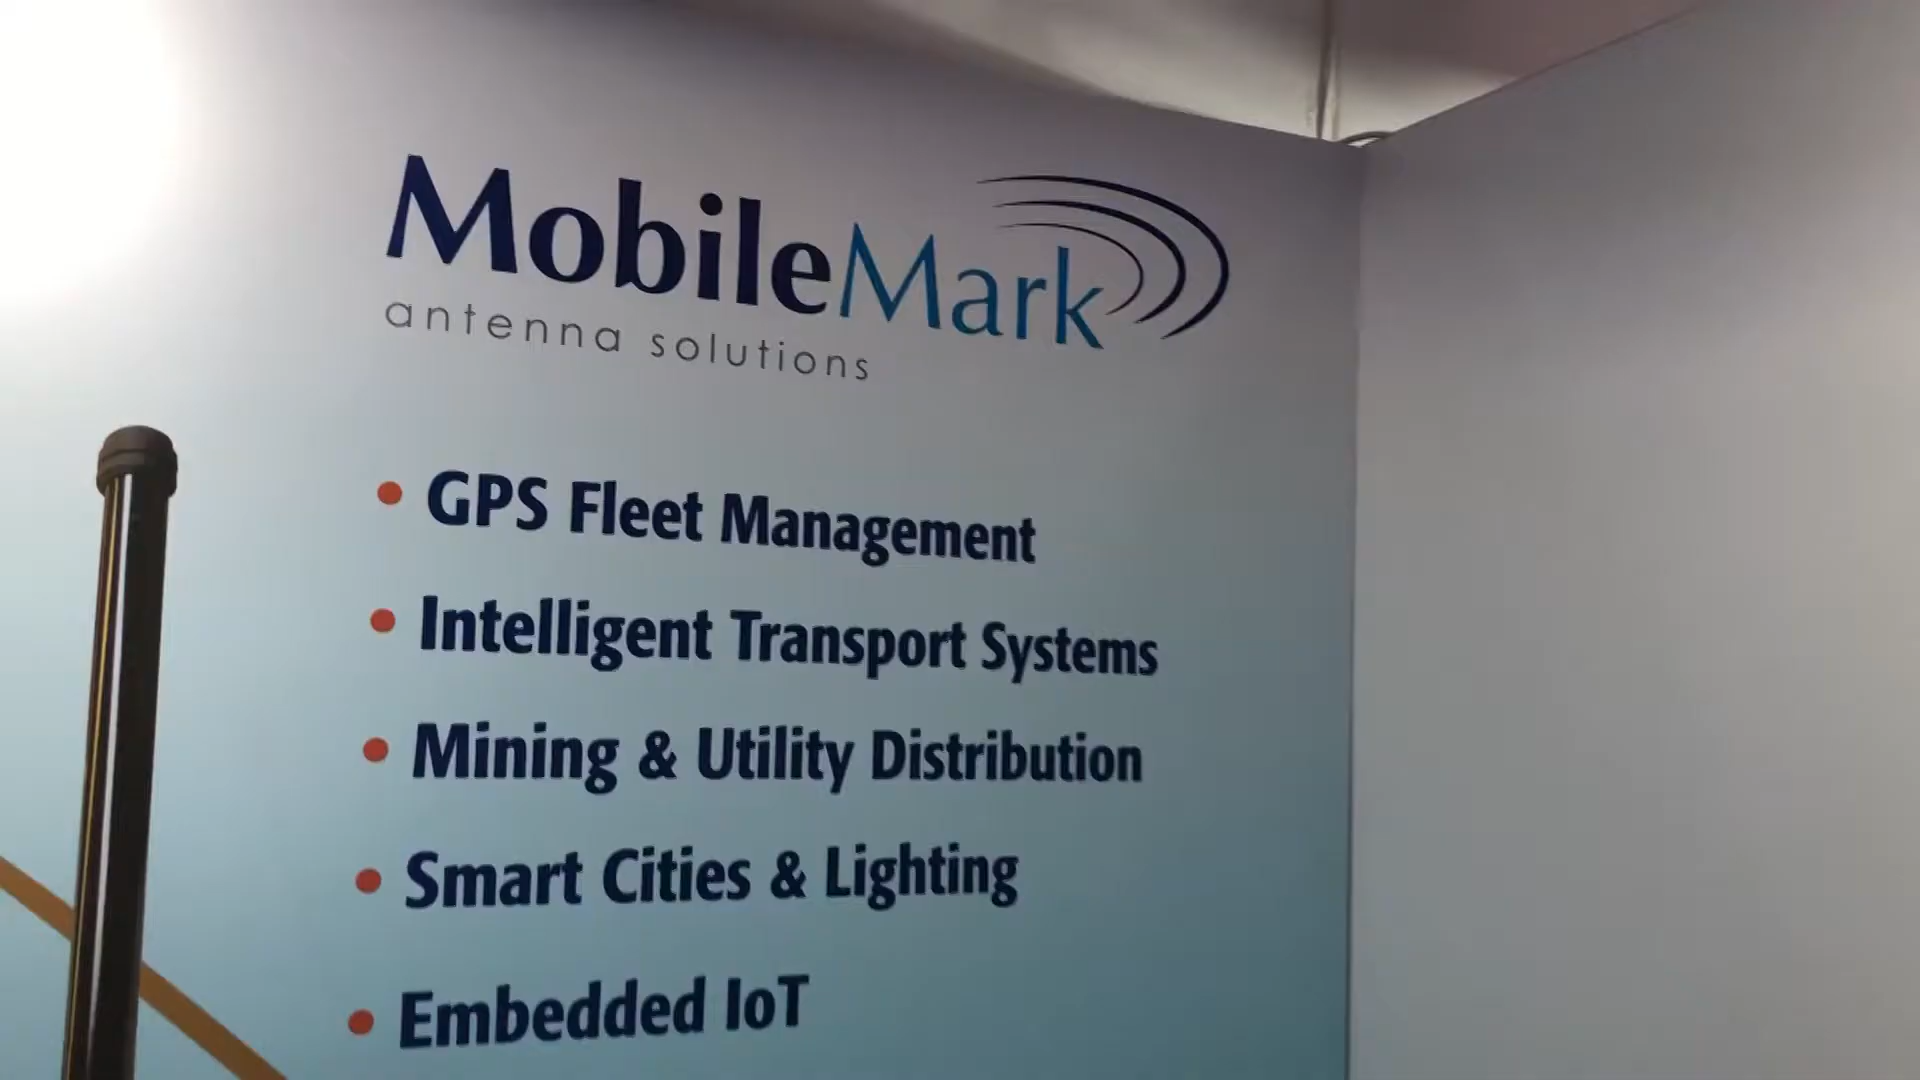 MobileMark
antenna solutions
• GPS Fleet Management
• Intelligent Transport Systems
• Mining & Utility Distribution
• Smart Cities & Lighting
• Embedded IoT